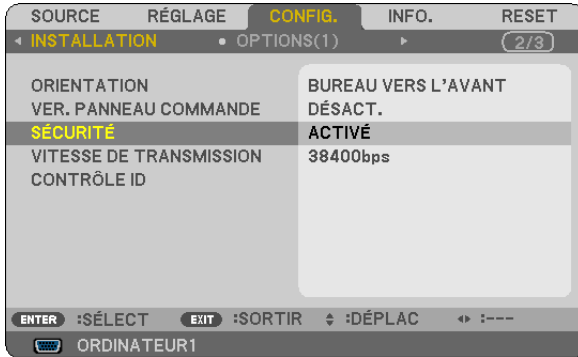 SOURCE RÉGLAGE CONFIG. INFO. RESET
INSTALLATION • OPTIONS(1) 2/3
ORIENTATION BUREAU VERS L'AVANT
VER. PANNEAU COMMANDE DÉSACT.
SÉCURITÉ ACTIVÉ
VITESSE DE TRANSMISSION 38400bps
CONTRÔLE ID
ENTER :SÉLECT EXIT :SORTIR :DÉPLAC :---
ORDINATEUR1